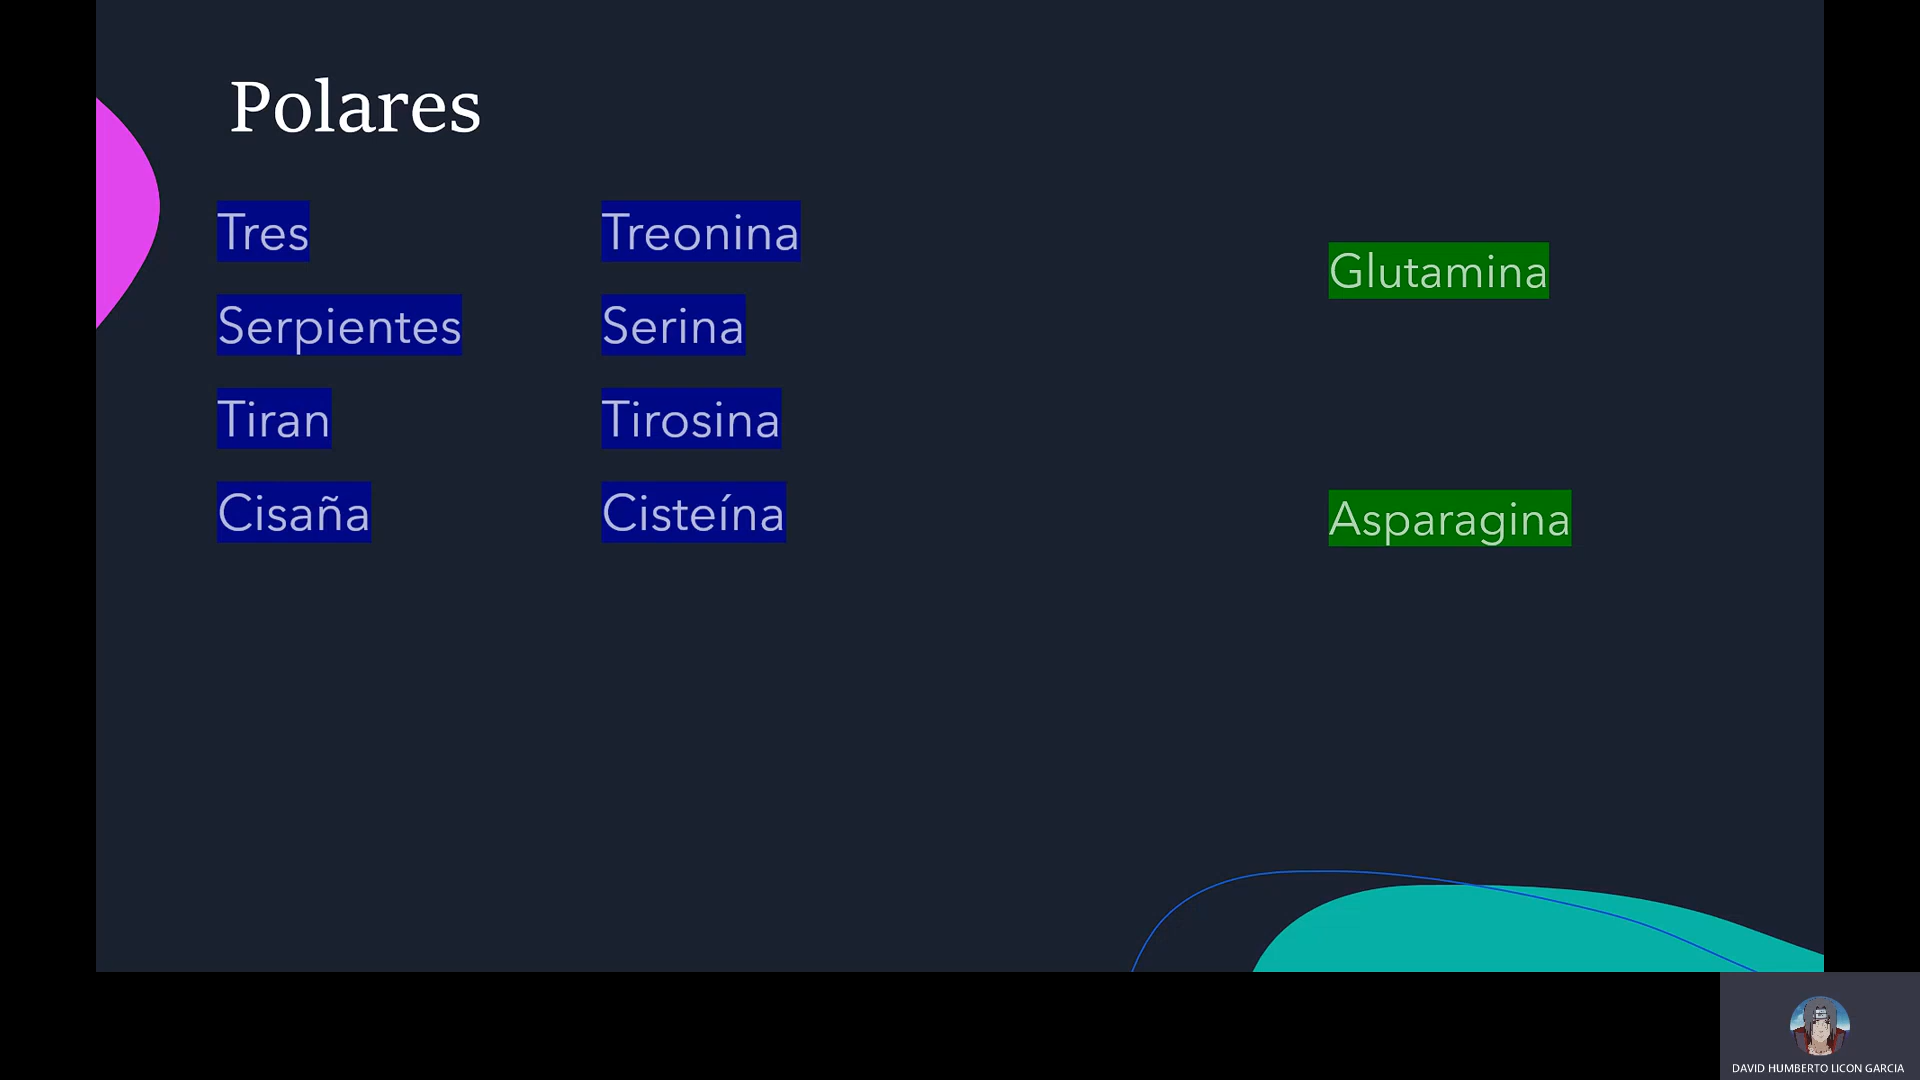 Polares
Tres
Serpientes
Tiran
Cisaña
Treonina
Serina
Tirosina
Cisteína
Glutamina
Asparagina
DAVID HUMBERTO LICON GARCIA